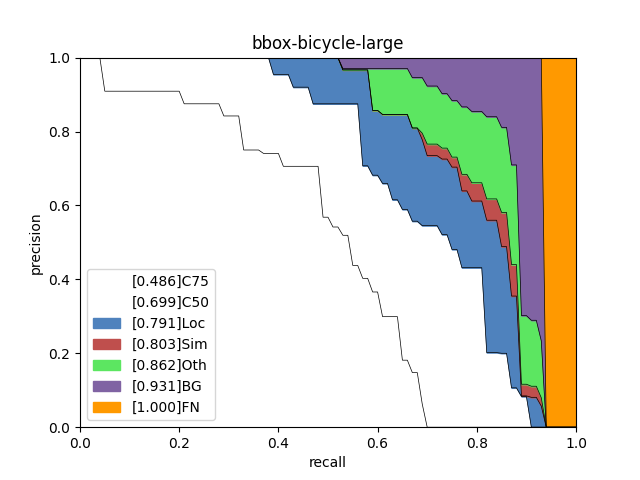 bbox-bicycle-large
precision
1.0
0.8
0.6
0.4
0.2
0.0
[0.486]C75
[0.699]C50
[0.791]Loc
[0.803]Sim
[0.862]Oth
[0.931]BG
[1.000]FN
0.0 0.2 0.4 0.6 0.8 1.0
recall